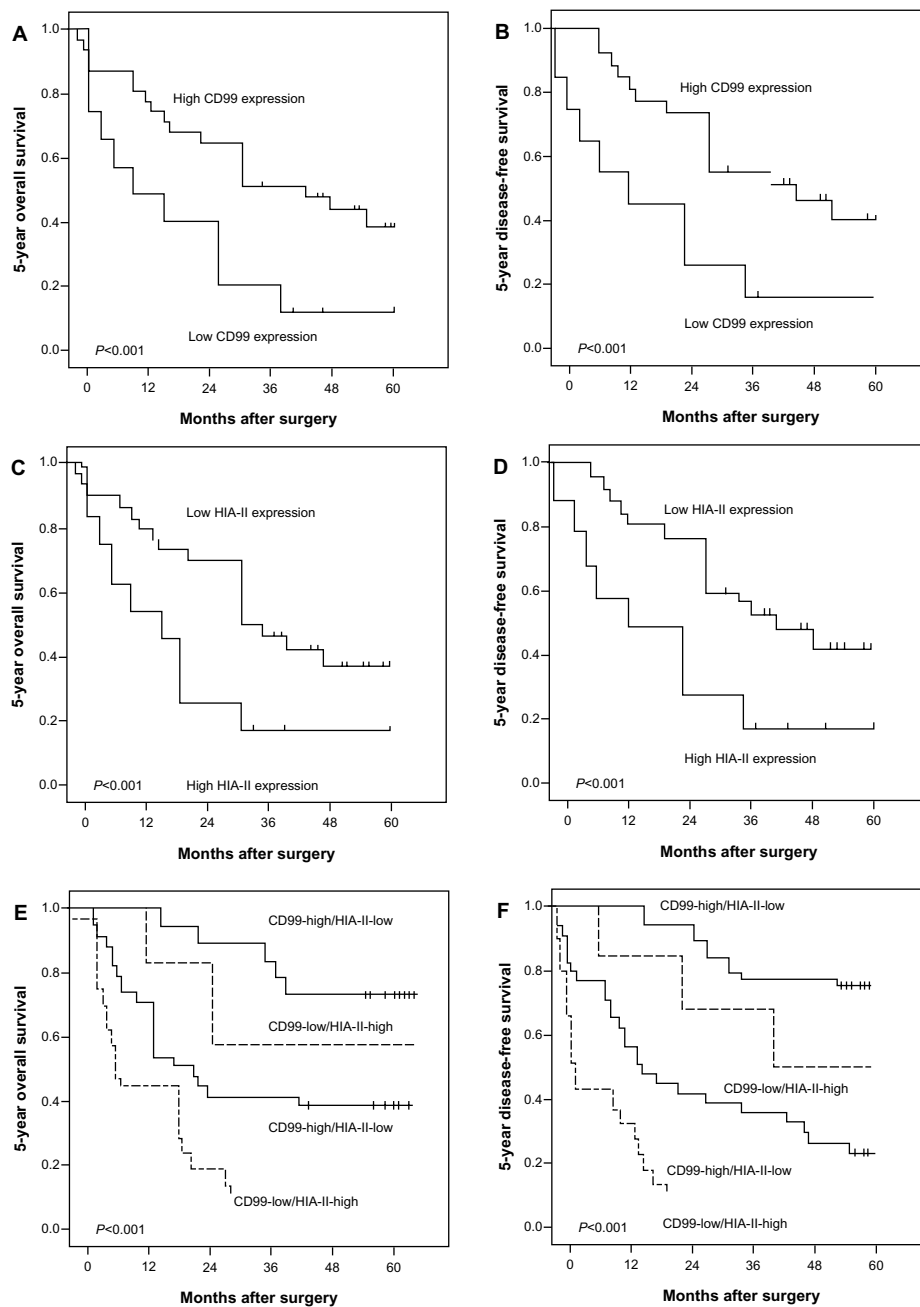 A
5-year overall survival
1.0
0.8
0.6
0.4
0.2
0.0
High CD99 expression
Low CD99 expression
P<0.001
0 12 24 36 48 60
Months after surgery
B
5-year disease-free survival
1.0
0.8
0.6
0.4
0.2
0.0
High CD99 expression
Low CD99 expression
P<0.001
0 12 24 36 48 60
Months after surgery
C
5-year overall survival
1.0
0.8
0.6
0.4
0.2
0.0
Low HIA-II expression
High HIA-II expression
P<0.001
0 12 24 36 48 60
Months after surgery
D
5-year disease-free survival
1.0
0.8
0.6
0.4
0.2
0.0
Low HIA-II expression
High HIA-II expression
P<0.001
0 12 24 36 48 60
Months after surgery
E
5-year overall survival
1.0
0.8
0.6
0.4
0.2
0.0
CD99-high/HIA-II-low
CD99-low/HIA-II-high
CD99-high/HIA-II-low
CD99-low/HIA-II-high
P<0.001
0 12 24 36 48 60
Months after surgery
F
5-year disease-free survival
1.0
0.8
0.6
0.4
0.2
0.0
CD99-high/HIA-II-low
CD99-low/HIA-II-high
CD99-high/HIA-II-low
CD99-low/HIA-II-high
P<0.001
0 12 24 36 48 60
Months after surgery